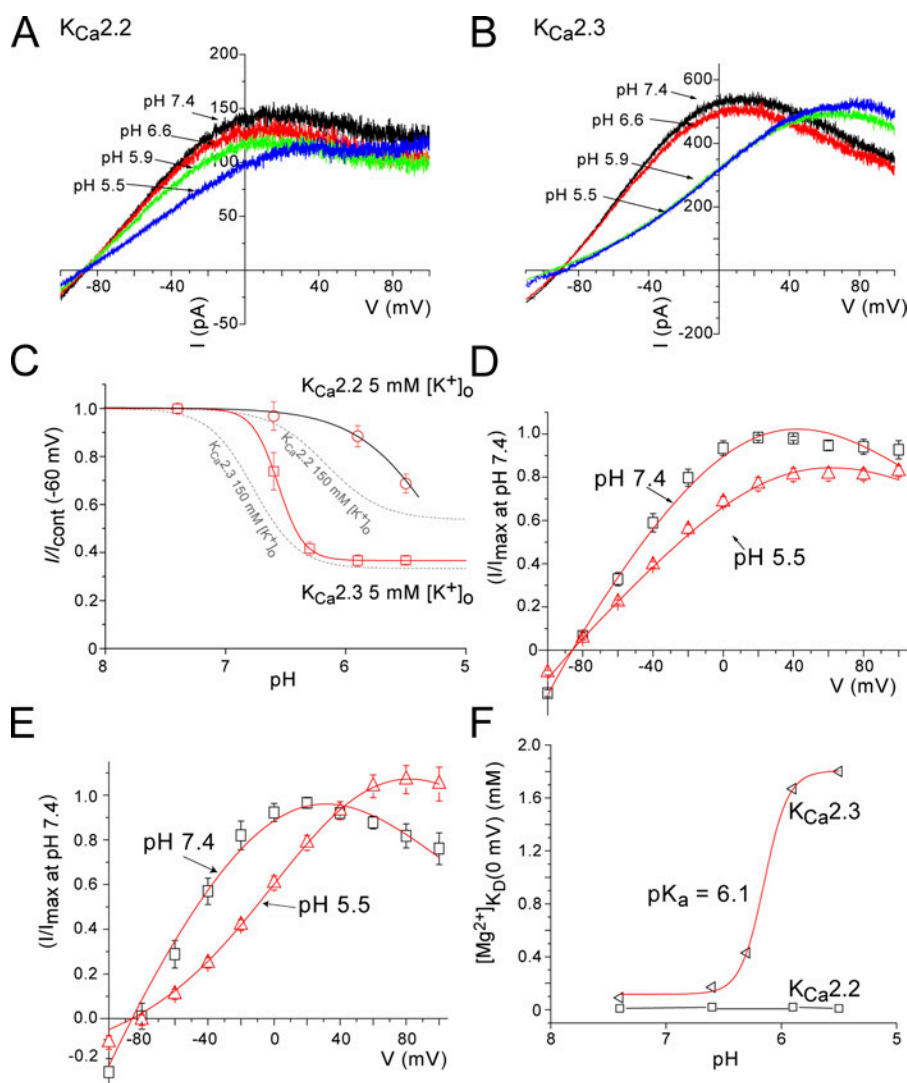 A
K Ca2.2
200
150
100
50
-25
-50
pH 7.4
pH 6.6
pH 5.9
pH 5.5
-80 -40 40 80
V (mV)
I (pA)
B
K Ca2.3
600
400
200
-200
pH 7.4
pH 6.6
pH 5.9
pH 5.5
-80 -40 40 80
V (mV)
I (pA)
C
I/Icont (-60 mV)
1.0
0.8
0.6
0.4
0.2
0
KCa2.2 5 mM [K+]o
KCa2.3 150 mM [K+]o
KCa2.2 150 mM [K+]o
KCa2.3 5 mM [K+]o
8 7 6 5
pH
D
(I/Imax at pH 7.4)
1.2
1.0
0.8
0.6
0.4
0.2
0
pH 7.4
pH 5.5
-80 -40 0 40 80
V (mV)
E
(I/Imax at pH 7.4)
1.2
1.0
0.8
0.6
0.4
0.2
0
-0.2
pH 7.4
pH 5.5
-80 -40 0 40 80
V (mV)
F
[Mg2+]KD(0 mV) (mM)
2.0
1.6
1.2
0.8
0.4
0
KCa2.3
pKa = 6.1
KCa2.2
8 7 6 5
pH